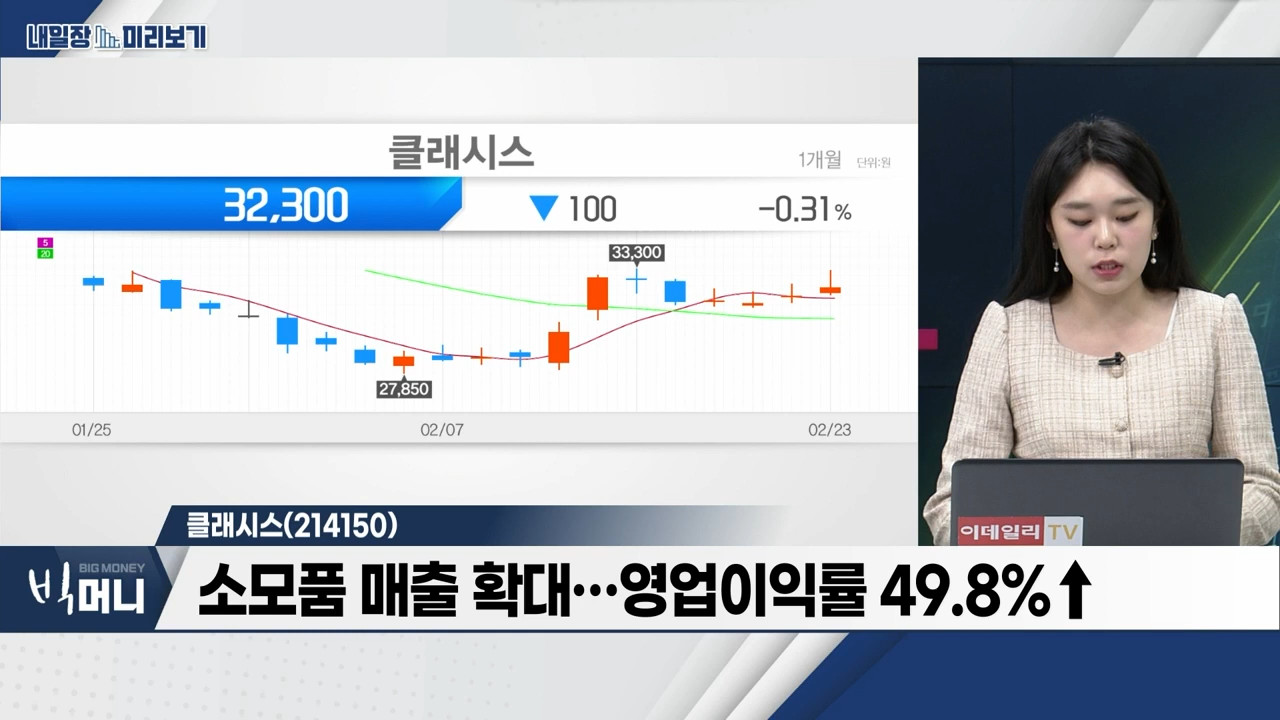 내일장 미리보기
클래시스
1개월 단위:원
32,300 ▼ 100 -0.31%
5
20
33,300
27,850
01/25 02/07 02/23
클래시스(214150)
이데일리 TV
BIG MONEY
빅머니
소모품 매출 확대…영업이익률 49.8%↑